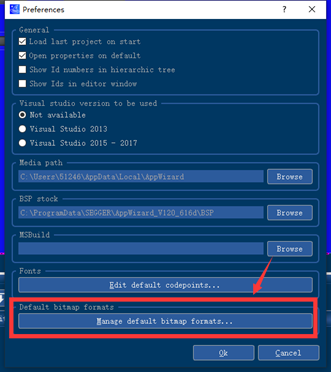 Preferences
General
Load last project on start
Open properties on default
Show Id numbers in hierarchic tree
Show Ids in editor window
Visual studio version to be used
Not available
Visual Studio 2013
Visual Studio 2015 - 2017
Media path
C:\Users\51246\AppData\Local\AppWizard
Browse
BSP stock
C:\ProgramData\SEGGER\AppWizard_V120_616d\BSP
Browse
MSBuild
Browse
Fonts
Edit default codepoints...
Default bitmap formats
Manage default bitmap formats...
Ok
Cancel